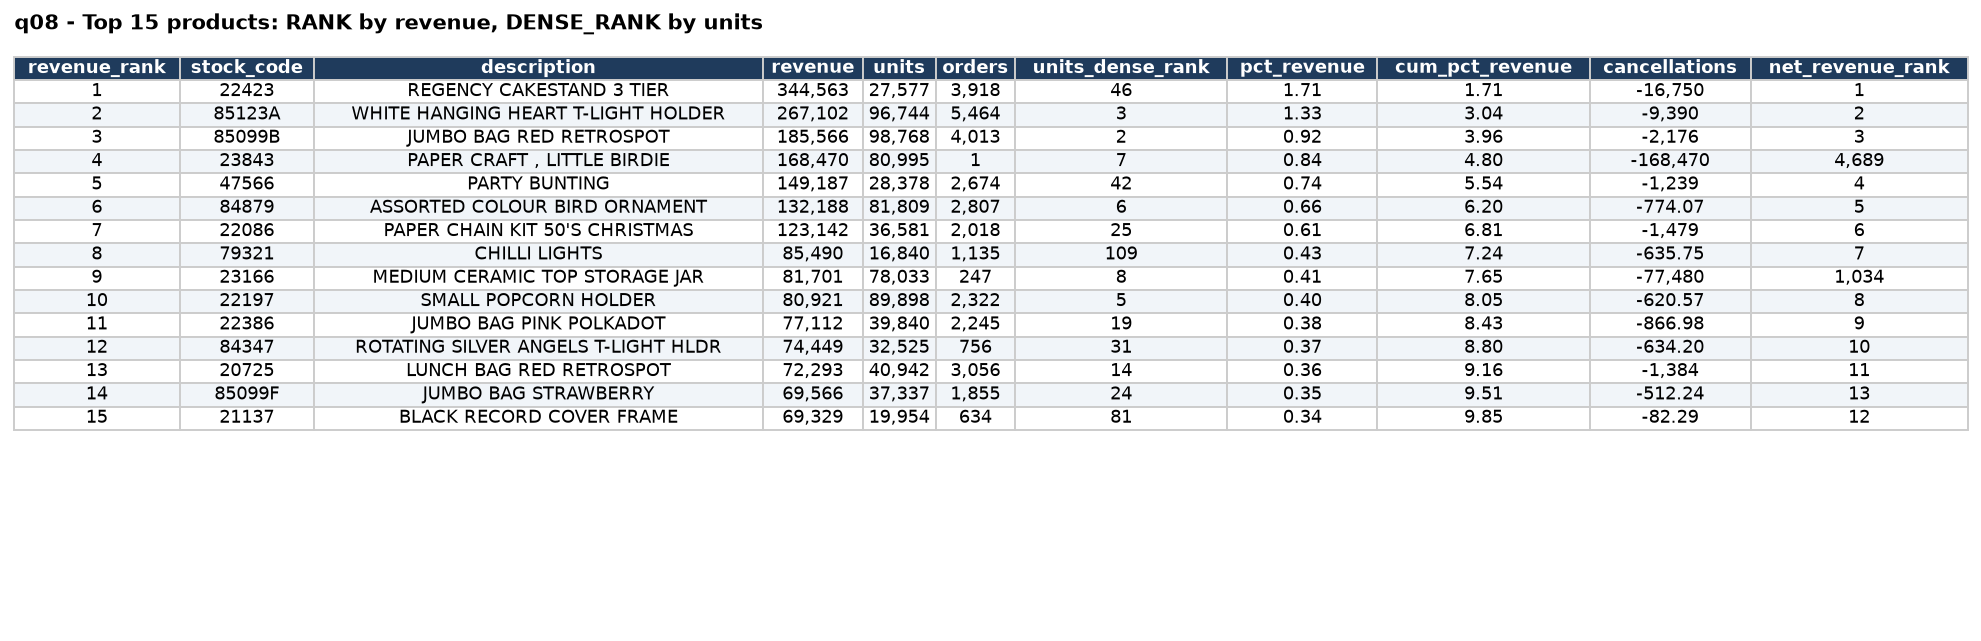 q08 - Top 15 products: RANK by revenue, DENSE_RANK by units
revenue_rank stock_code description revenue units orders units_dense_rank pct_revenue cum_pct_revenue cancellations net_revenue_rank
1 22423 REGENCY CAKESTAND 3 TIER 344,563 27,577 3,918 46 1.71 1.71 -16,750 1
2 85123A WHITE HANGING HEART T-LIGHT HOLDER 267,102 96,744 5,464 3 1.33 3.04 -9,390 2
3 85099B JUMBO BAG RED RETROSPOT 185,566 98,768 4,013 2 0.92 3.96 -2,176 3
4 23843 PAPER CRAFT , LITTLE BIRDIE 168,470 80,995 1 7 0.84 4.80 -168,470 4,689
5 47566 PARTY BUNTING 149,187 28,378 2,674 42 0.74 5.54 -1,239 4
6 84879 ASSORTED COLOUR BIRD ORNAMENT 132,188 81,809 2,807 6 0.66 6.20 -774.07 5
7 22086 PAPER CHAIN KIT 50'S CHRISTMAS 123,142 36,581 2,018 25 0.61 6.81 -1,479 6
8 79321 CHILLI LIGHTS 85,490 16,840 1,135 109 0.43 7.24 -635.75 7
9 23166 MEDIUM CERAMIC TOP STORAGE JAR 81,701 78,033 247 8 0.41 7.65 -77,480 1,034
10 22197 SMALL POPCORN HOLDER 80,921 89,898 2,322 5 0.40 8.05 -620.57 8
11 22386 JUMBO BAG PINK POLKADOT 77,112 39,840 2,245 19 0.38 8.43 -866.98 9
12 84347 ROTATING SILVER ANGELS T-LIGHT HLDR 74,449 32,525 756 31 0.37 8.80 -634.20 10
13 20725 LUNCH BAG RED RETROSPOT 72,293 40,942 3,056 14 0.36 9.16 -1,384 11
14 85099F JUMBO BAG STRAWBERRY 69,566 37,337 1,855 24 0.35 9.51 -512.24 13
15 21137 BLACK RECORD COVER FRAME 69,329 19,954 634 81 0.34 9.85 -82.29 12